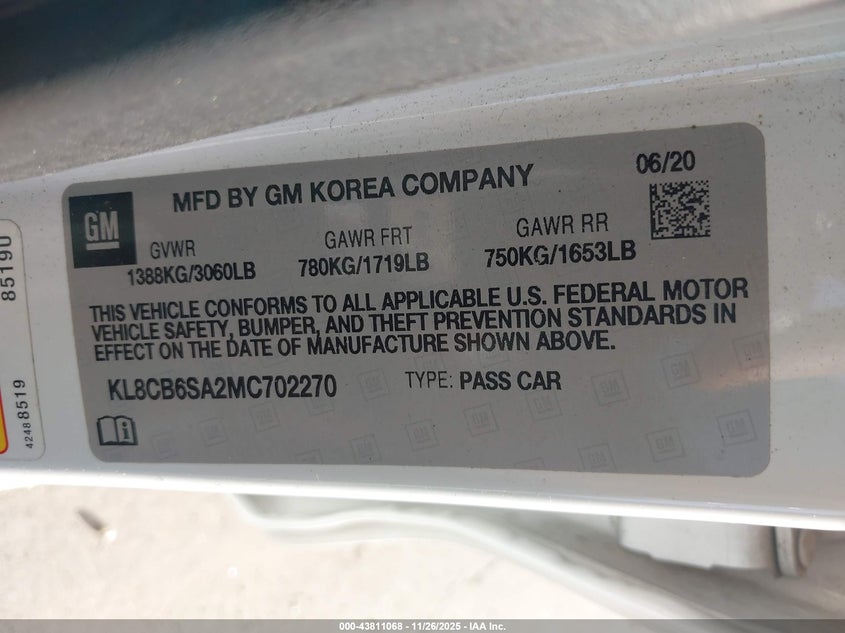 MFD BY GM KOREA COMPANY
06/20
GM
GVWR
1388KG/3060LB
GAWR FRT
780KG/1719LB
GAWR RR
750KG/1653LB
THIS VEHICLE CONFORMS TO ALL APPLICABLE U.S. FEDERAL MOTOR
VEHICLE SAFETY, BUMPER, AND THEFT PREVENTION STANDARDS IN
EFFECT ON THE DATE OF MANUFACTURE SHOWN ABOVE.
KL8CB6SA2MC702270
TYPE: PASS CAR
85190
42488519
000-43811068 - 11/26/2025 - IAA Inc.